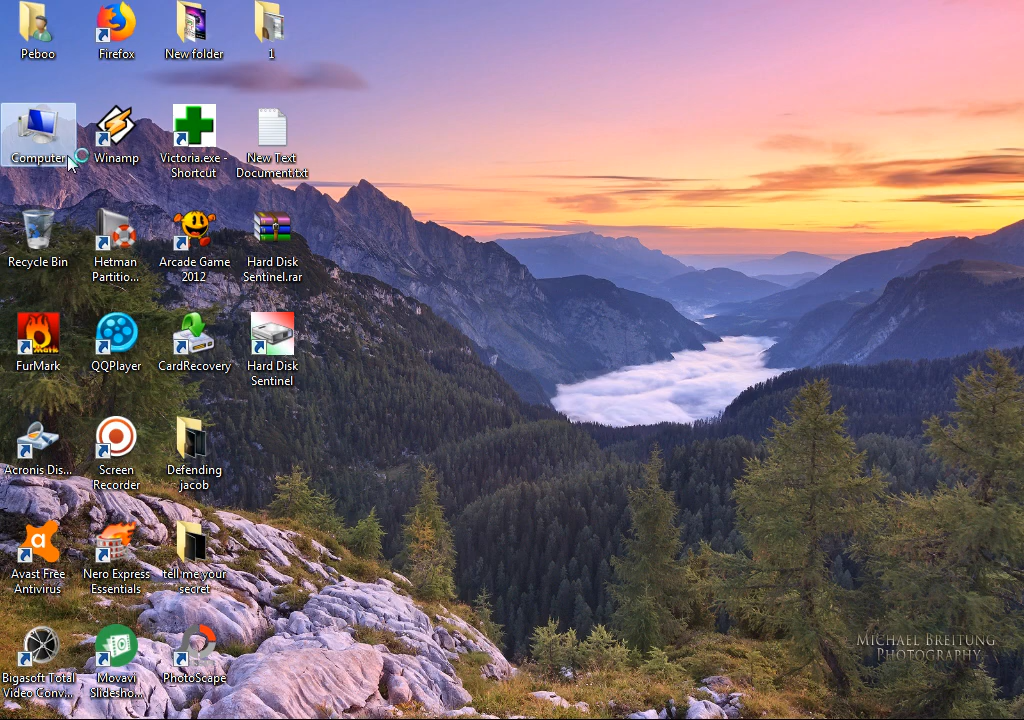 Peboo
Firefox
New folder
1
Computer
Winamp
Victoria.exe -
Shortcut
New Text
Document.txt
Recycle Bin
Hetman
Partitio...
Arcade Game
2012
Hard Disk
Sentinel.rar
FurMark
QQPlayer
CardRecovery
Hard Disk
Sentinel
Acronis Dis...
Screen
Recorder
Defending
jacob
Avast Free
Antivirus
Nero Express
Essentials
tell me your
secret
Bigasoft Total
Video Conv...
Movavi
Slidesho...
PhotoScape
Michael Breitung
Photography